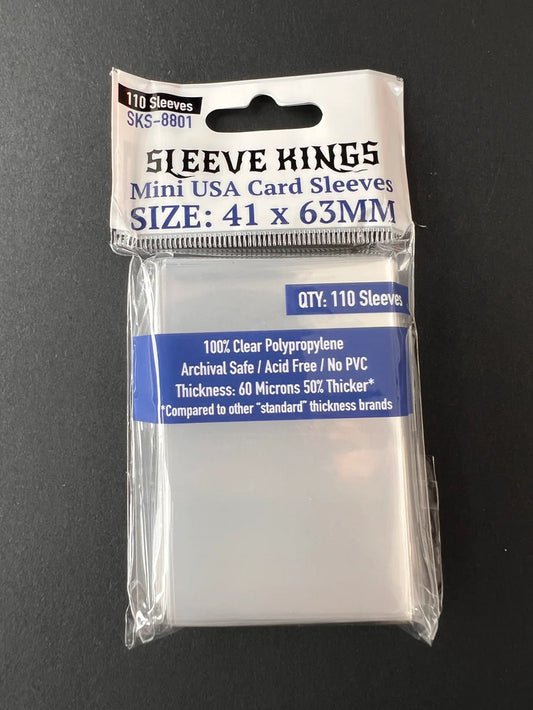 110 Sleeves
SKS-8801
SLEEVE KINGS
Mini USA Card Sleeves
SIZE: 41 x 63MM
QTY: 110 Sleeves
100% Clear Polypropylene
Archival Safe / Acid Free / No PVC
Thickness: 60 Microns 50% Thicker*
*Compared to other "standard" thickness brands